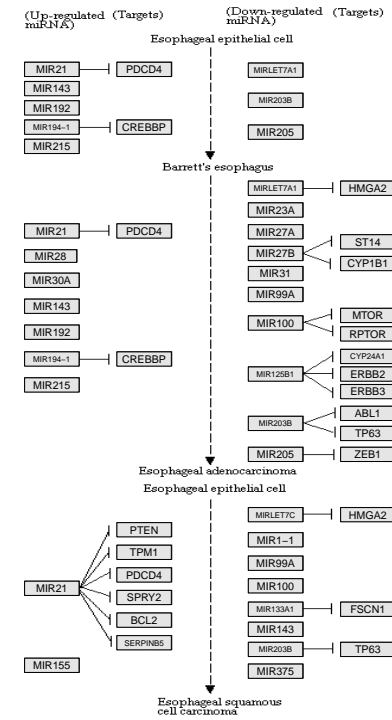 (Up-regulated (Targets) (Down-regulated (Targets)
miRNA) miRNA)
Esophageal epithelial cell
MIR21 PDCD4 MIRLET7A1
MIR143
MIR192 MIR203B
MIR194−1 CREBBP MIR205
MIR215
Barrett's esophagus
MIRLET7A1 HMGA2
MIR23A
MIR21 PDCD4 MIR27A
ST14
MIR28 MIR27B
CYP1B1
MIR30A MIR31
MIR99A
MIR143 MTOR
MIR100
MIR192 RPTOR
MIR194−1 CREBBP CYP24A1
MIR125B1 ERBB2
MIR215 ERBB3
ABL1
MIR203B
TP63
MIR205 ZEB1
Esophageal adenocarcinoma
Esophageal epithelial cell
MIRLET7C HMGA2
PTEN
MIR1−1
TPM1
MIR99A
PDCD4
MIR21 MIR100
SPRY2
MIR133A1 FSCN1
BCL2
MIR143
SERPINB5
MIR203B TP63
MIR155
MIR375
Esophageal squamous
cell carcinoma